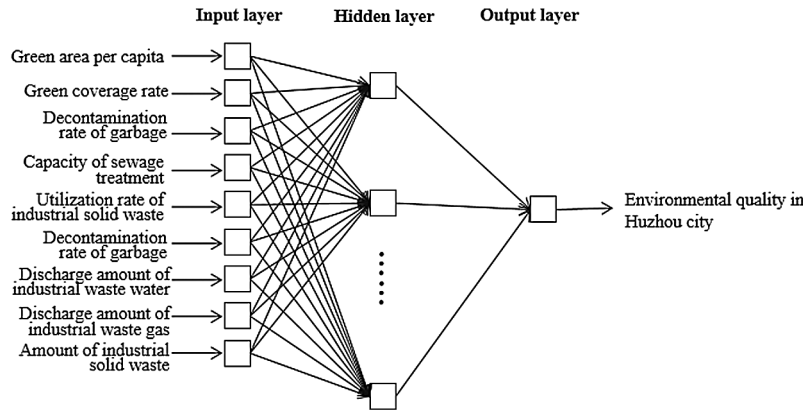 Input layer
Hidden layer
Output layer
Green area per capita
Green coverage rate
Decontamination
rate of garbage
Capacity of sewage
treatment
Utilization rate of
industrial solid waste
Decontamination
rate of garbage
Discharge amount of
industrial waste water
Discharge amount of
industrial waste gas
Amount of industrial
solid waste
Environmental quality in
Huzhou city